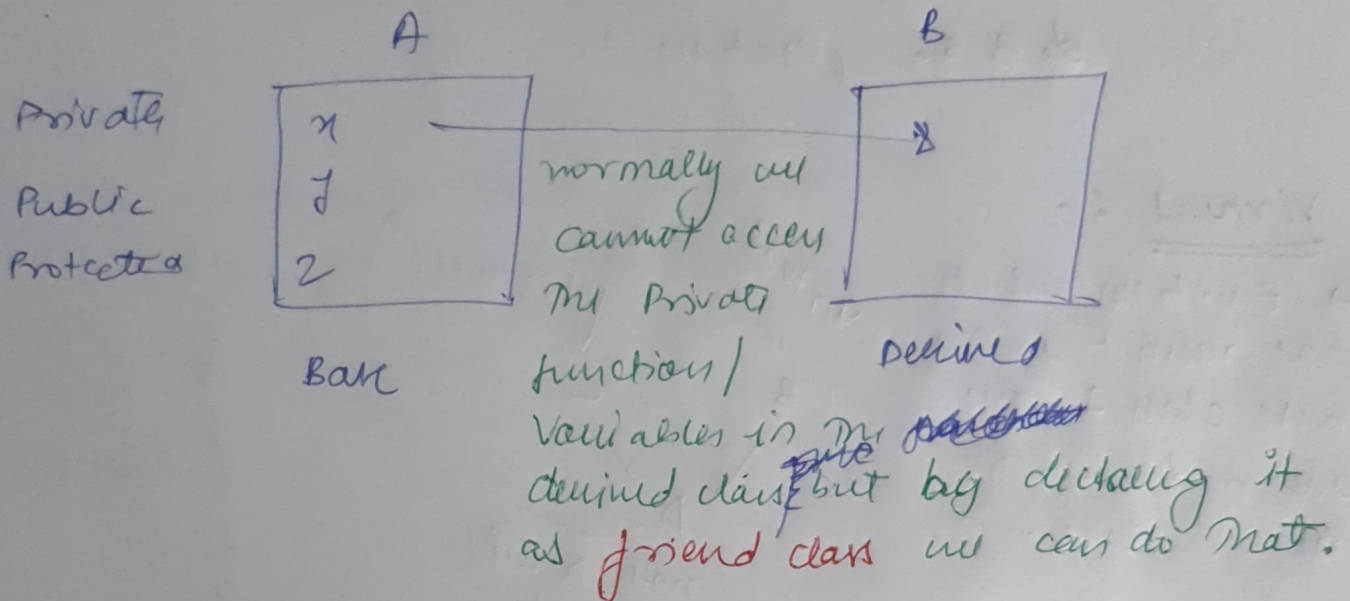 A B
Private x
Public y
Protected z
Base Derived
normally we
cannot access
the Private
function/
Variables in the
derived class, but by declaring it
as friend class we can do that.